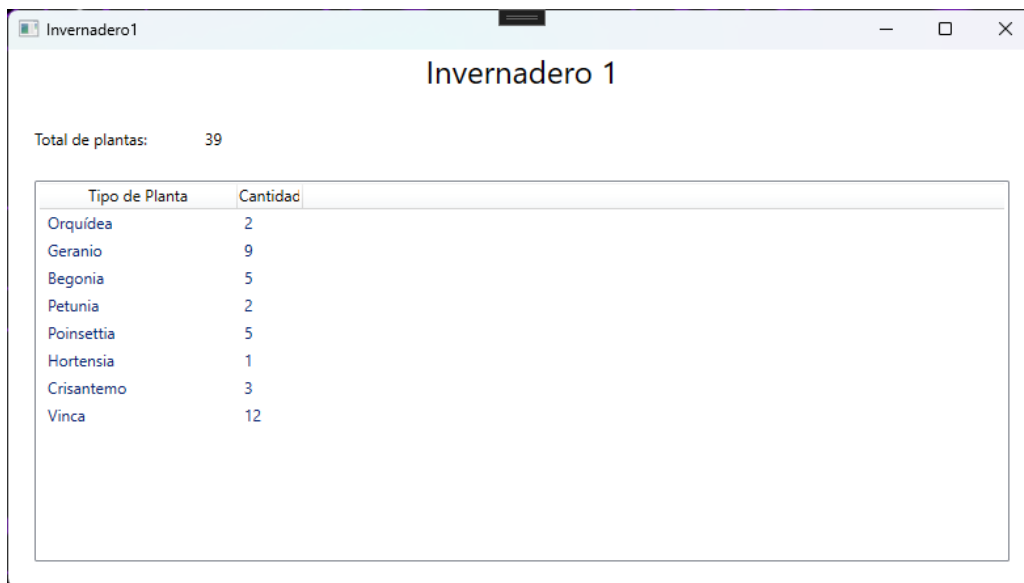 Invernadero1
Invernadero 1
Total de plantas: 39
Tipo de Planta Cantidad
Orquídea 2
Geranio 9
Begonia 5
Petunia 2
Poinsettia 5
Hortensia 1
Crisantemo 3
Vinca 12